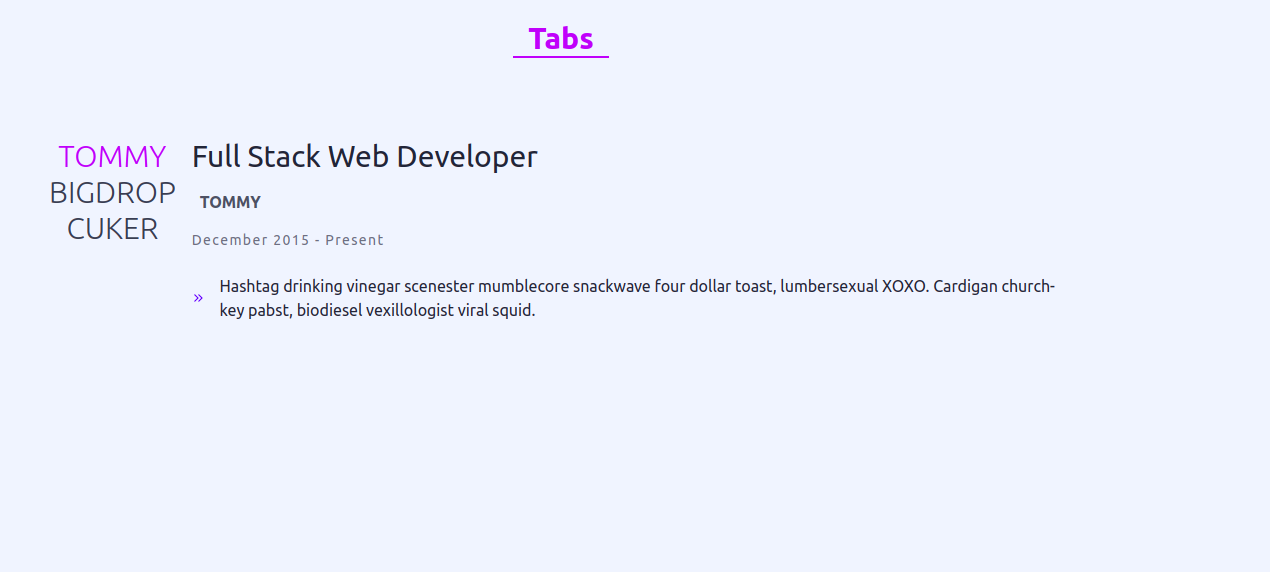 Tabs
TOMMY
BIGDROP
CUKER
Full Stack Web Developer
TOMMY
December 2015 - Present
» Hashtag drinking vinegar scenester mumblecore snackwave four dollar toast, lumbersexual XOXO. Cardigan church-
key pabst, biodiesel vexillologist viral squid.